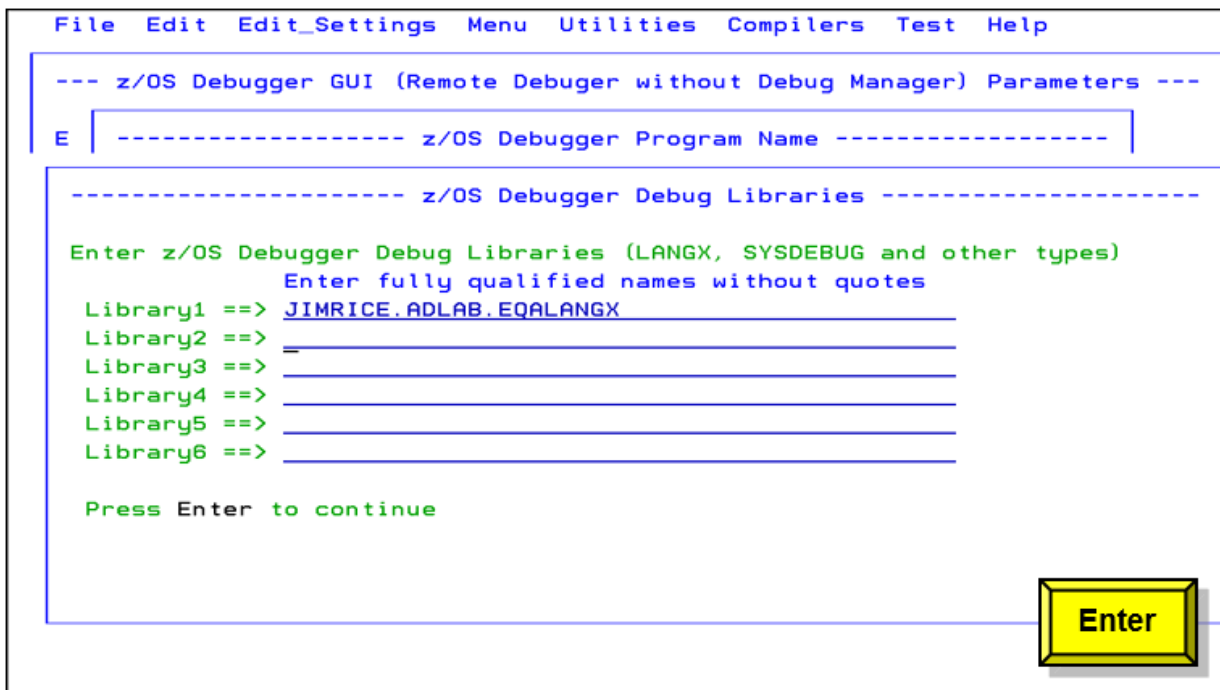 File Edit Edit_Settings Menu Utilities Compilers Test Help
--- z/OS Debugger GUI (Remote Debuger without Debug Manager) Parameters ---
E ------------------- z/OS Debugger Program Name ------------------
---------------------- z/OS Debugger Debug Libraries ---------------------
Enter z/OS Debugger Debug Libraries (LANGX, SYSDEBUG and other types)
Enter fully qualified names without quotes
Library1 ==> JIMRICE.ADLAB.EQALANGX
Library2 ==>
Library3 ==>
Library4 ==>
Library5 ==>
Library6 ==>
Press Enter to continue
Enter